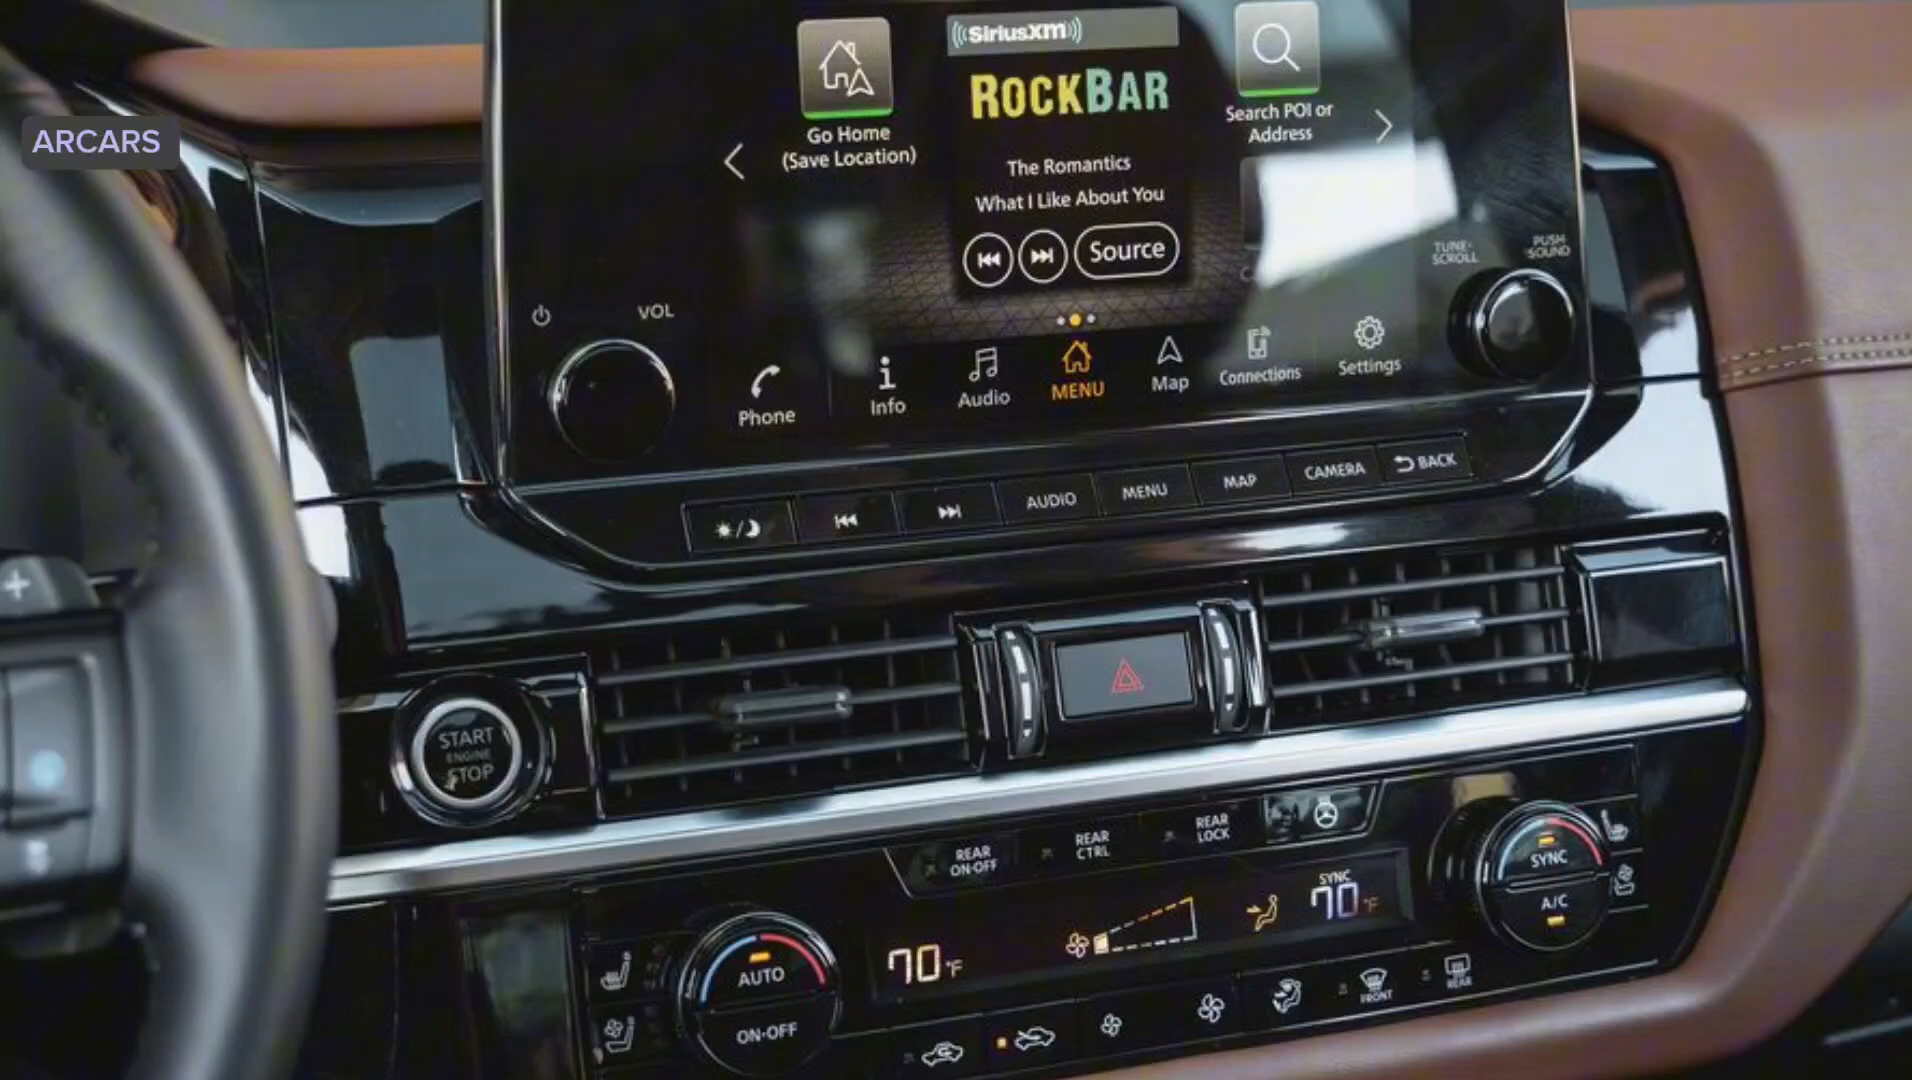 ARCARS
SiriusXM
ROCKBAR
Go Home
(Save Location)
The Romantics
What I Like About You
Source
Search POI or
Address
TUNE·
SCROLL
PUSH
SOUND
VOL
Phone
Info
Audio
MENU
Map
Connections
Settings
AUDIO
MENU
MAP
CAMERA
BACK
START
ENGINE
STOP
REAR
ON·OFF
REAR
CTRL
REAR
LOCK
SYNC
A/C
SYNC
70°F
70°F
AUTO
ON·OFF
FRONT
REAR